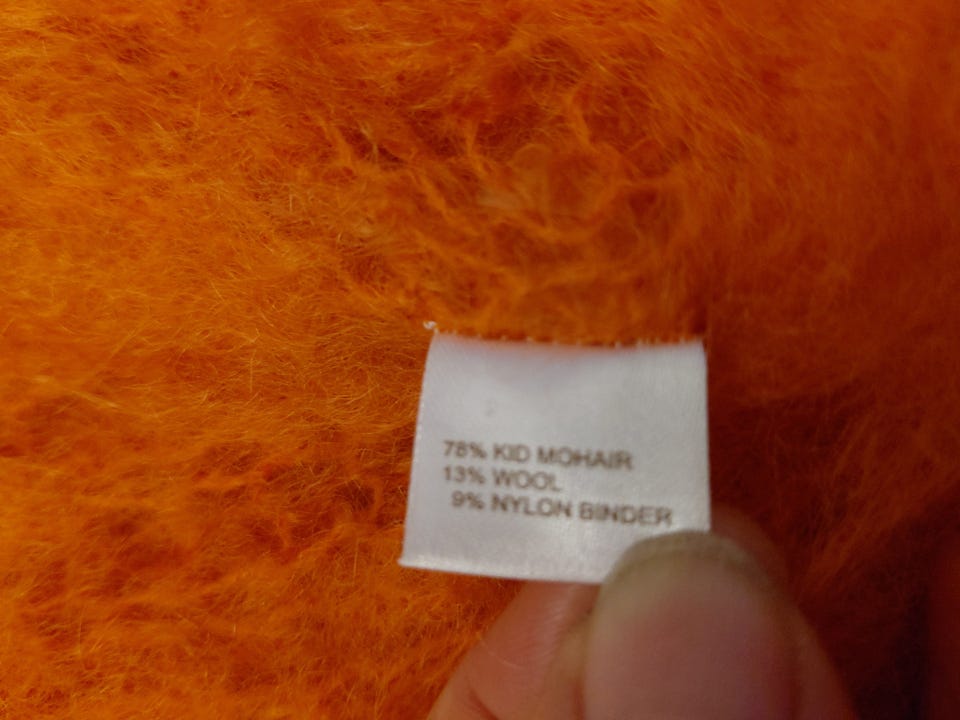 78% KID MOHAIR
13% WOOL
9% NYLON BINDER